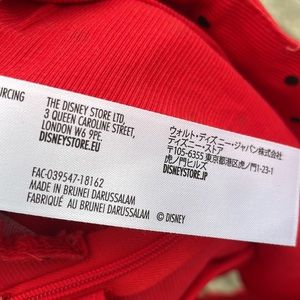 URCING
THE DISNEY STORE LTD,
3 QUEEN CAROLINE STREET,
LONDON W6 9PE.
DISNEYSTORE.EU
ウォルト・ディズニー・ジャパン株式会社
ディズニー・ストア
〒105-6355 東京都港区虎ノ門1-23-1
虎ノ門ヒルズ
DISNEYSTORE.JP
FAC-039547-18162
MADE IN BRUNEI DARUSSALAM
FABRIQUÉ AU BRUNEI DARUSSALAM
© DISNEY